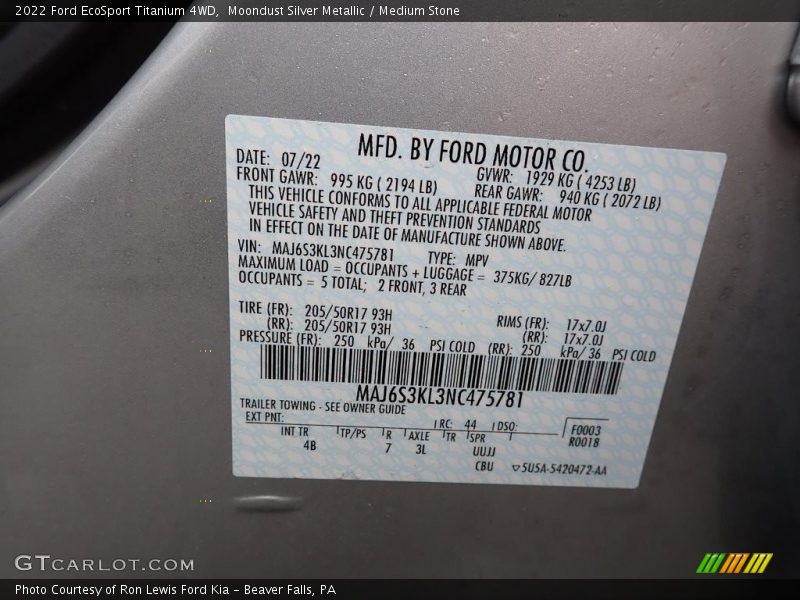 2022 Ford EcoSport Titanium 4WD,  Moondust Silver Metallic / Medium Stone
MFD. BY FORD MOTOR CO.
DATE: 07/22 GVWR: 1929 KG ( 4253 LB)
FRONT GAWR: 995 KG ( 2194 LB) REAR GAWR: 940 KG ( 2072 LB)
THIS VEHICLE CONFORMS TO ALL APPLICABLE FEDERAL MOTOR
VEHICLE SAFETY AND THEFT PREVENTION STANDARDS
IN EFFECT ON THE DATE OF MANUFACTURE SHOWN ABOVE.
VIN: MAJ6S3KL3NC475781 TYPE: MPV
MAXIMUM LOAD = OCCUPANTS + LUGGAGE = 375KG/ 827LB
OCCUPANTS = 5 TOTAL; 2 FRONT, 3 REAR
TIRE (FR): 205/50R17 93H RIMS (FR): 17x7.0J
(RR): 205/50R17 93H (RR): 17x7.0J
PRESSURE (FR): 250 kPa/ 36 PSI COLD (RR): 250 kPa/ 36 PSI COLD
MAJ6S3KL3NC475781
TRAILER TOWING - SEE OWNER GUIDE
EXT PNT: RC: 44 DSO: F0003
R0018
INT TR TP/PS R AXLE TR SPR
4B 7 3L UUJJ
CBU 5U5A-5420472-AA
GTCARLOT.COM
Photo Courtesy of Ron Lewis Ford Kia – Beaver Falls, PA